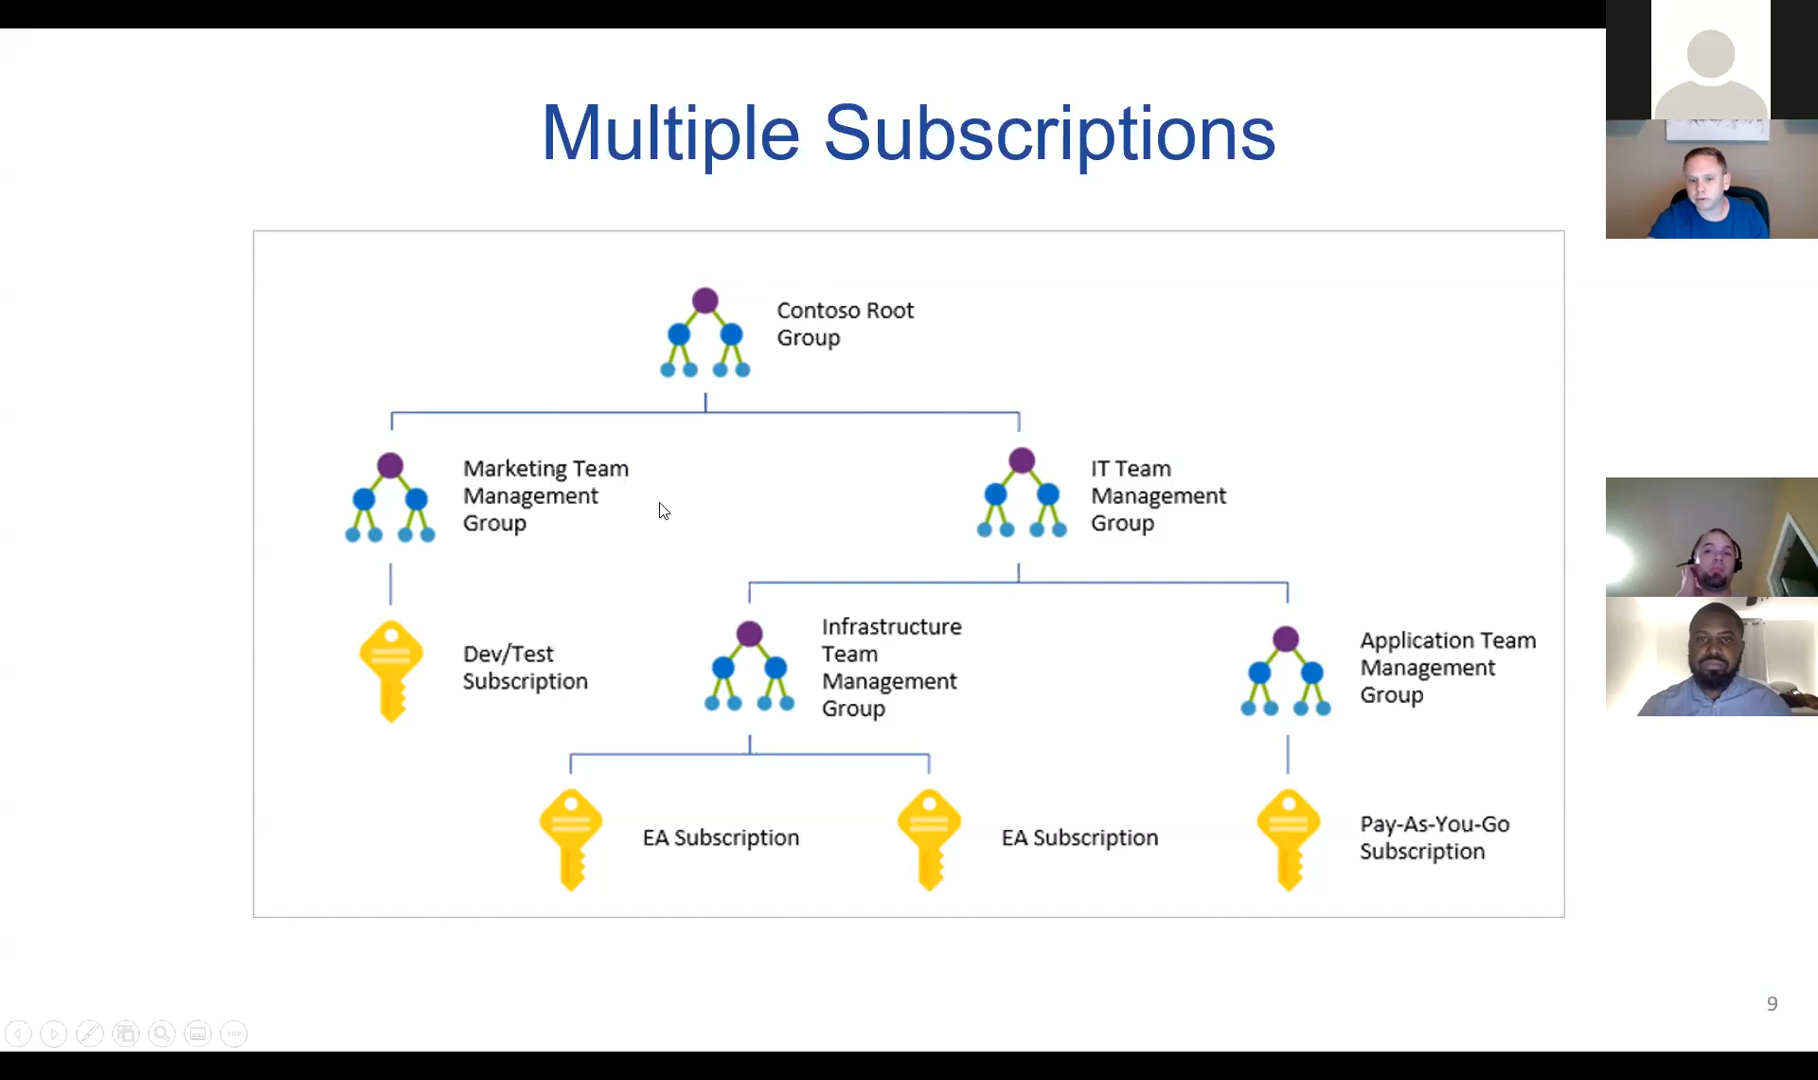 Multiple Subscriptions
Contoso Root
Group
Marketing Team
Management
Group
IT Team
Management
Group
Dev/Test
Subscription
Infrastructure
Team
Management
Group
Application Team
Management
Group
EA Subscription
EA Subscription
Pay-As-You-Go
Subscription
9